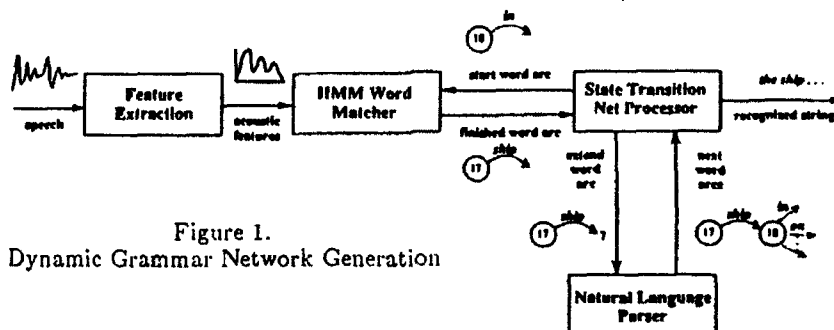 in
18
speech
Feature
Extraction
acoustic
features
HMM Word
Matcher
start word arc
finished word arc
ship
17
State Transition
Net Processor
the ship ...
recognized string
extend
word
arc
next
word
arcs
ship
17
?
ship
17
18
in
on
Natural Language
Parser
Figure 1.
Dynamic Grammar Network Generation